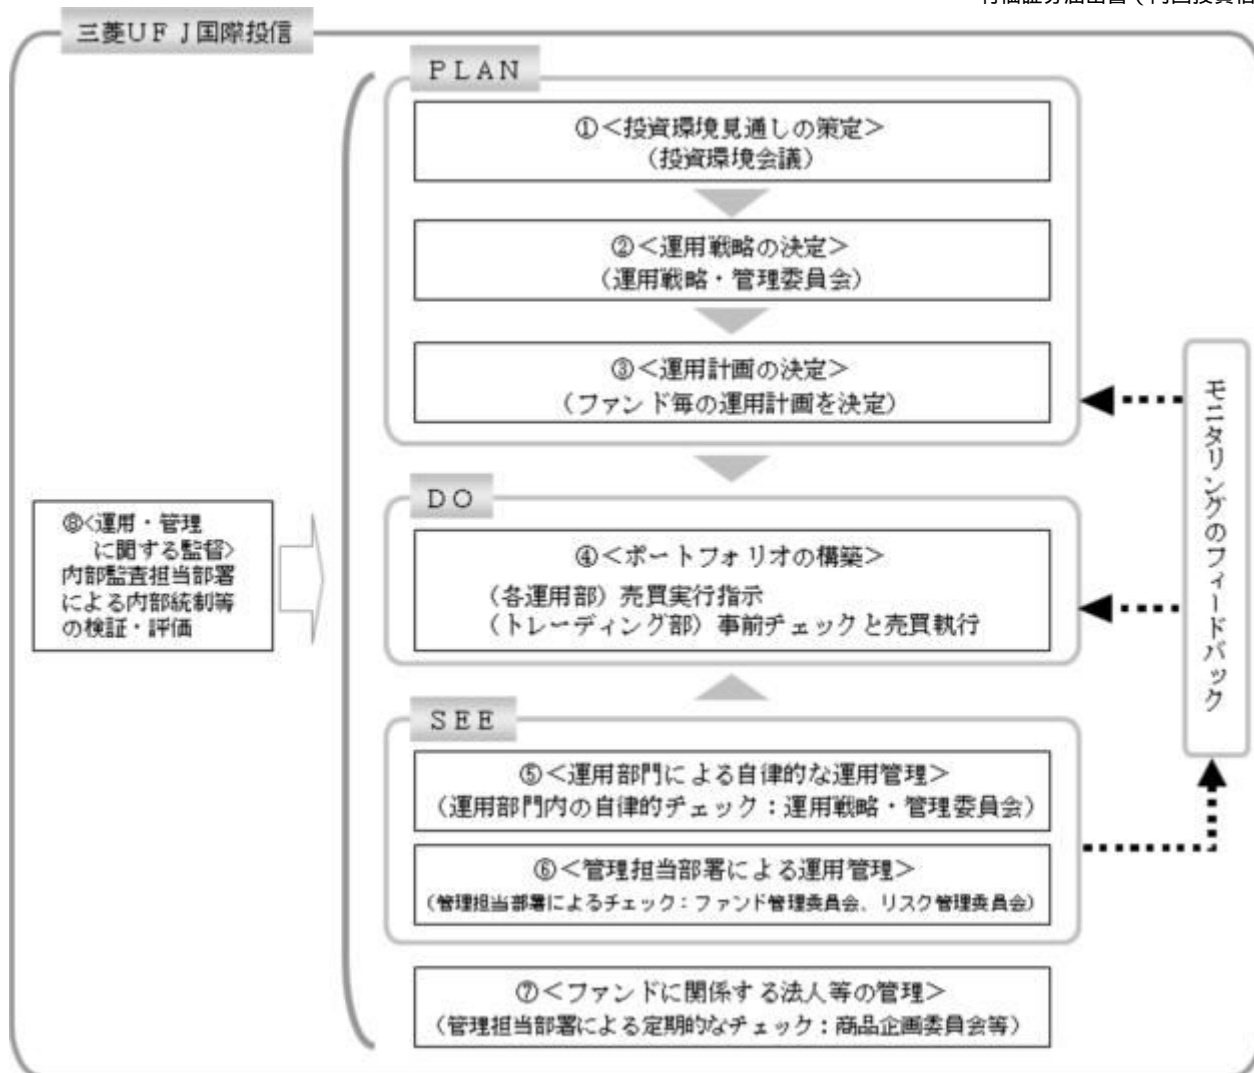 三菱UFJ国際投信
PLAN
①＜投資環境見通しの策定＞
（投資環境会議）
②＜運用戦略の決定＞
（運用戦略・管理委員会）
③＜運用計画の決定＞
（ファンド毎の運用計画を決定）
DO
④＜ポートフォリオの構築＞
（各運用部）売買実行指示
（トレーディング部）事前チェックと売買執行
SEE
⑤＜運用部門による自律的な運用管理＞
（運用部門内の自律的チェック：運用戦略・管理委員会）
⑥＜管理担当部署による運用管理＞
（管理担当部署によるチェック：ファンド管理委員会、リスク管理委員会）
⑦＜ファンドに関係する法人等の管理＞
（管理担当部署による定期的なチェック：商品企画委員会等）
⑧＜運用・管理
に関する監督＞
内部監査担当部署
による内部統制等
の検証・評価
モニタリングのフィードバック